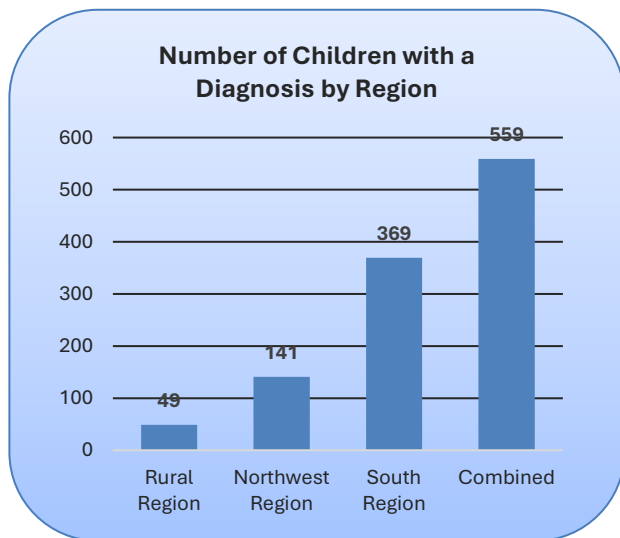 Number of Children with a
Diagnosis by Region
600
559
500
400
369
300
200
141
100
49
0
Rural Northwest South Combined
Region Region Region